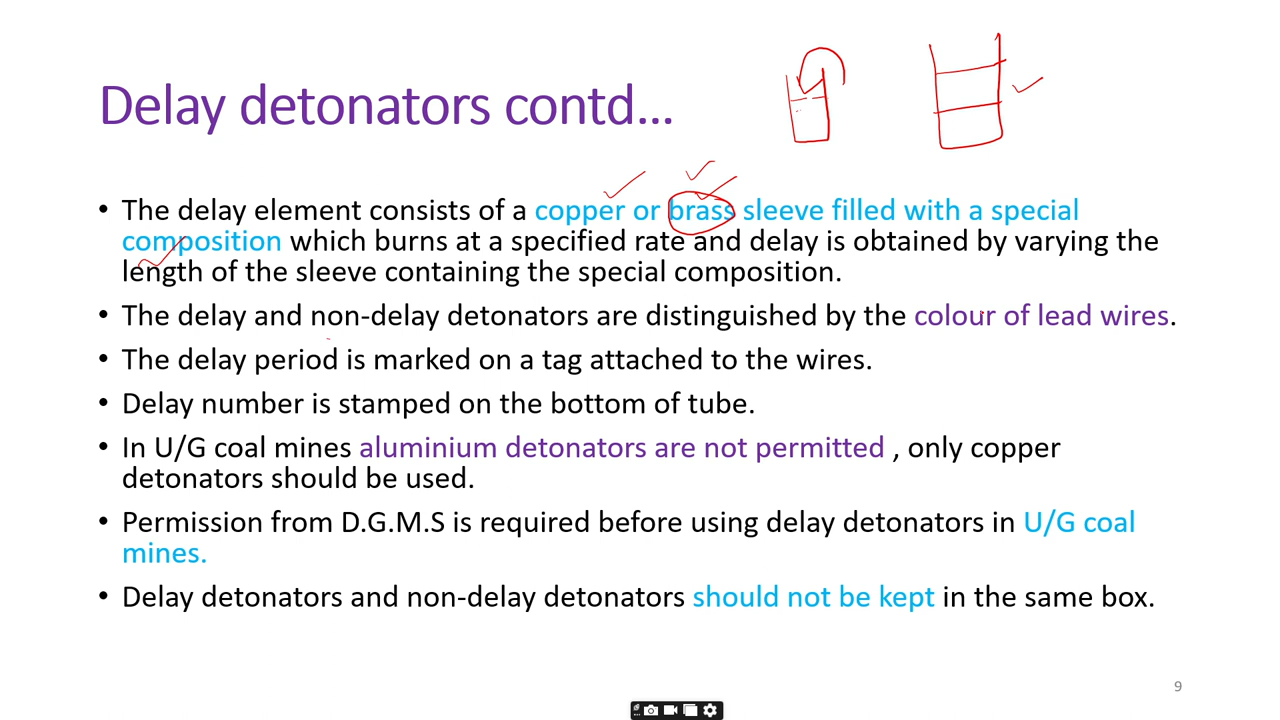 Delay detonators contd...
• The delay element consists of a copper or brass sleeve filled with a special
composition which burns at a specified rate and delay is obtained by varying the
length of the sleeve containing the special composition.
• The delay and non-delay detonators are distinguished by the colour of lead wires.
• The delay period is marked on a tag attached to the wires.
• Delay number is stamped on the bottom of tube.
• In U/G coal mines aluminium detonators are not permitted , only copper
detonators should be used.
• Permission from D.G.M.S is required before using delay detonators in U/G coal
mines.
• Delay detonators and non-delay detonators should not be kept in the same box.
9